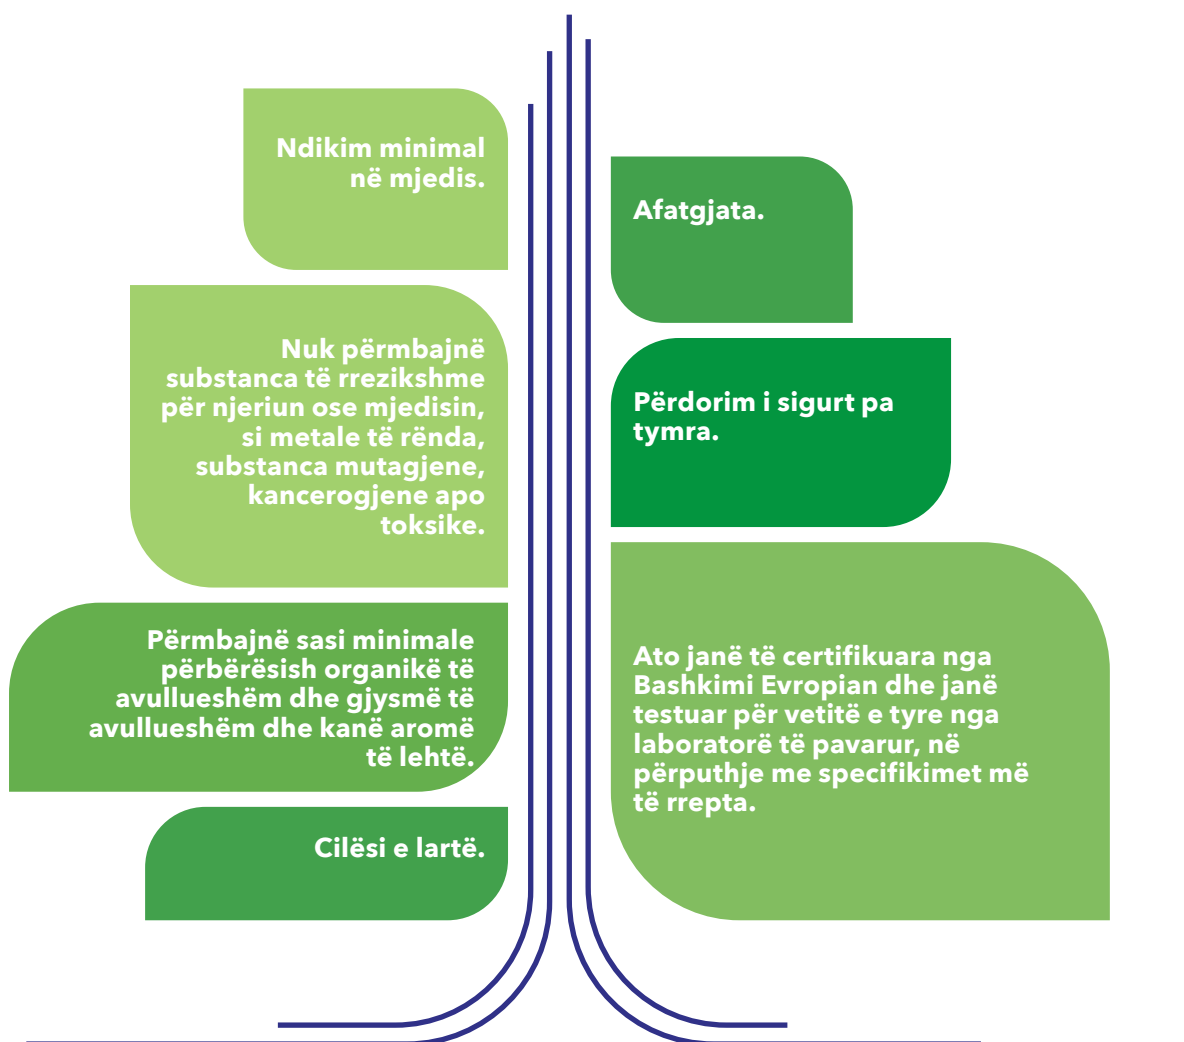 Ndikim minimal
në mjedis.
Nuk përmbajnë
substanca të rrezikshme
për njeriun ose mjedisin,
si metale të rënda,
substanca mutagjene,
kancerogjene apo
toksike.
Përmbajnë sasi minimale
përbërësish organikë të
avullueshëm dhe gjysmë të
avullueshëm dhe kanë aromë
të lehtë.
Cilësi e lartë.
Afatgjata.
Përdorim i sigurt pa
tymra.
Ato janë të certifikuara nga
Bashkimi Evropian dhe janë
testuar për vetitë e tyre nga
laboratorë të pavarur, në
përputhje me specifikimet më
të rrepta.